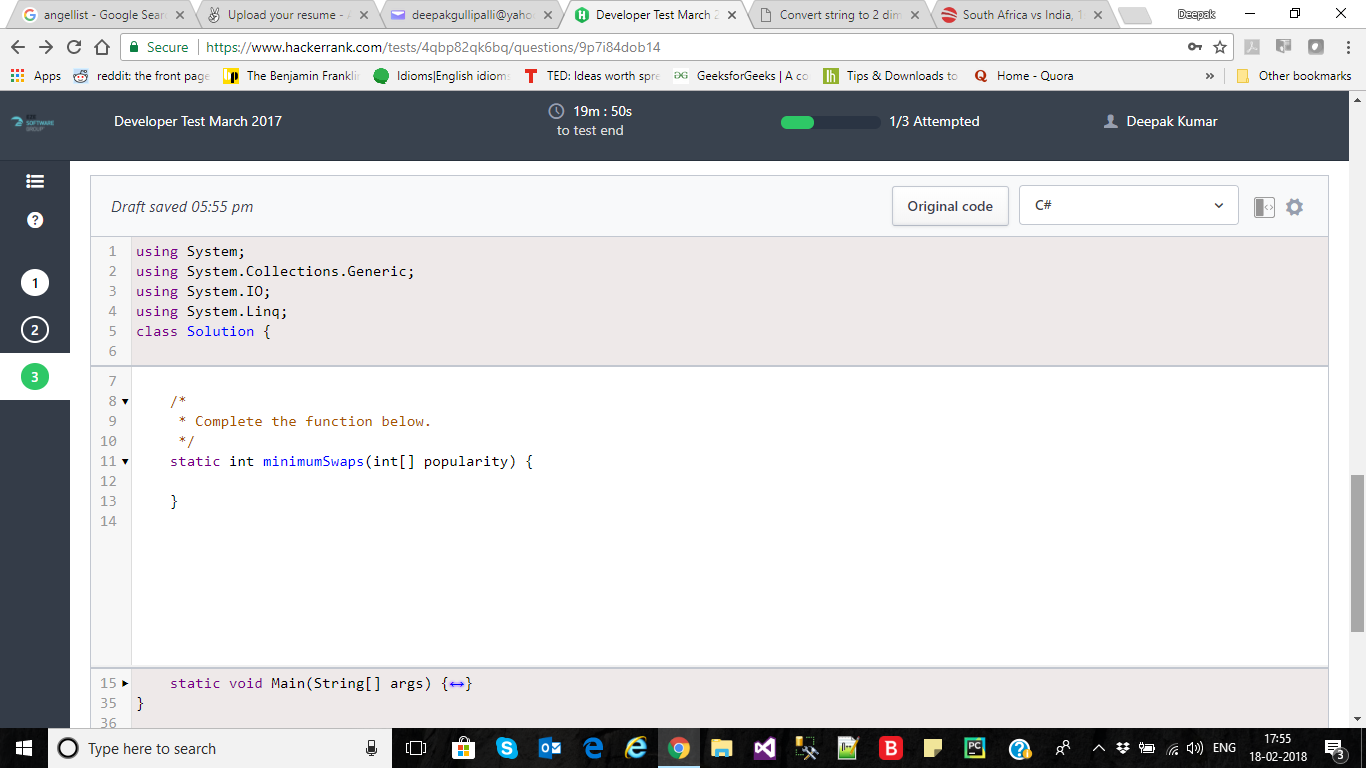 angellist - Google Sear
Upload your resume - A
deepakgullipalli@yaho
Developer Test March 2
Convert string to 2 dim
South Africa vs India, 1
Deepak
Secure
https://www.hackerrank.com/tests/4qbp82qk6bq/questions/9p7i84dob14
Apps
reddit: the front page
The Benjamin Franklin
Idioms|English idioms
TED: Ideas worth spre
GeeksforGeeks | A co
Tips & Downloads to
Home - Quora
»
Other bookmarks
SOFTWARE
GROUP
Developer Test March 2017
19m : 50s
to test end
1/3 Attempted
Deepak Kumar
?
1
2
3
Draft saved 05:55 pm
Original code
C#
1 using System;
2 using System.Collections.Generic;
3 using System.IO;
4 using System.Linq;
5 class Solution {
6
7
8 /*
9 * Complete the function below.
10 */
11 static int minimumSwaps(int[] popularity) {
12
13 }
14
15 static void Main(String[] args) {↔}
35 }
36
Type here to search
ENG
17:55
18-02-2018
3